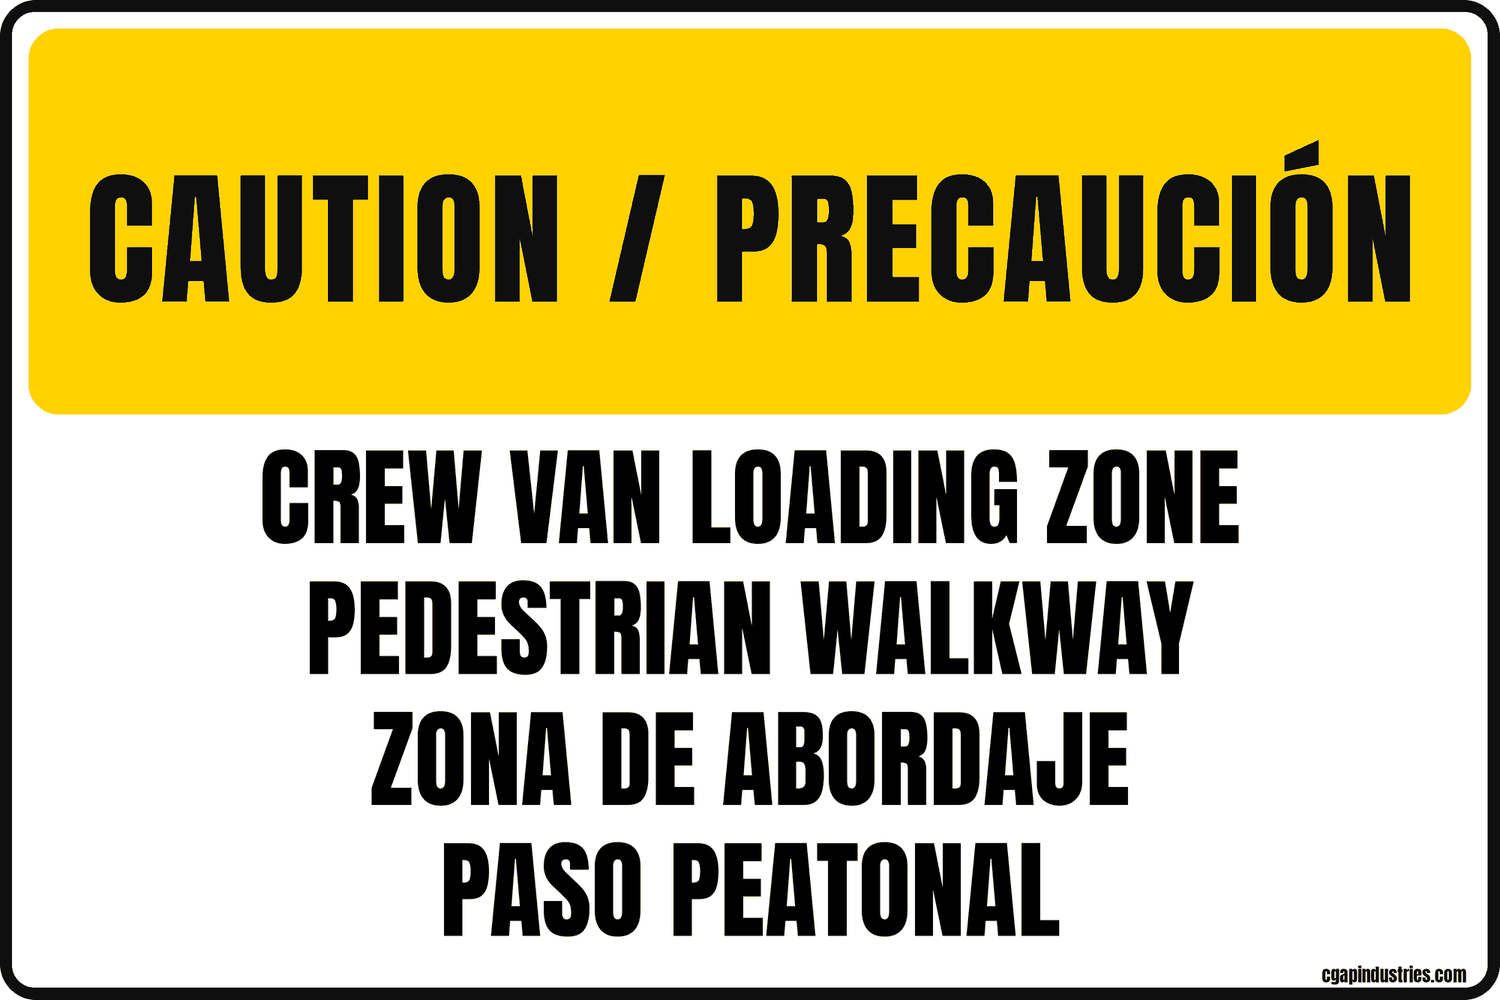 CAUTION / PRECAUCIÓN
CREW VAN LOADING ZONE
PEDESTRIAN WALKWAY
ZONA DE ABORDAJE
PASO PEATONAL
cgapindustries.com